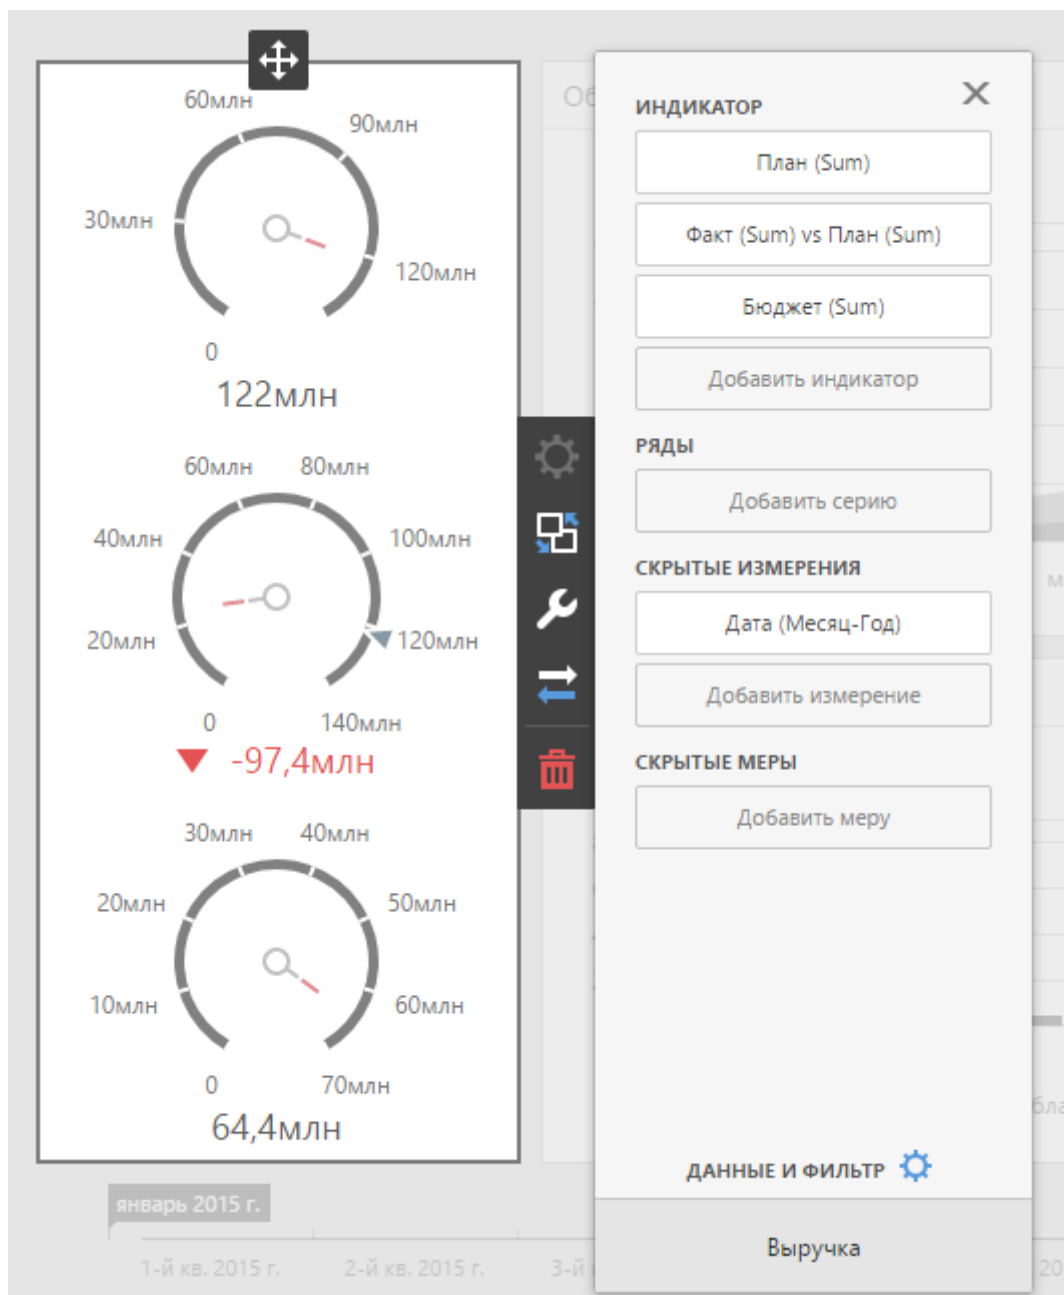 60млн
90млн
30млн
120млн
0
122млн
60млн 80млн
40млн 100млн
20млн 120млн
0 140млн
-97,4млн
30млн 40млн
20млн 50млн
10млн 60млн
0 70млн
64,4млн
Об
ИНДИКАТОР
План (Sum)
Факт (Sum) vs План (Sum)
Бюджет (Sum)
Добавить индикатор
РЯДЫ
Добавить серию
СКРЫТЫЕ ИЗМЕРЕНИЯ
Дата (Месяц-Год)
Добавить измерение
СКРЫТЫЕ МЕРЫ
Добавить меру
ДАННЫЕ И ФИЛЬТР
Выручка
январь 2015 г.
1-й кв. 2015 г. 2-й кв. 2015 г. 3-й 20